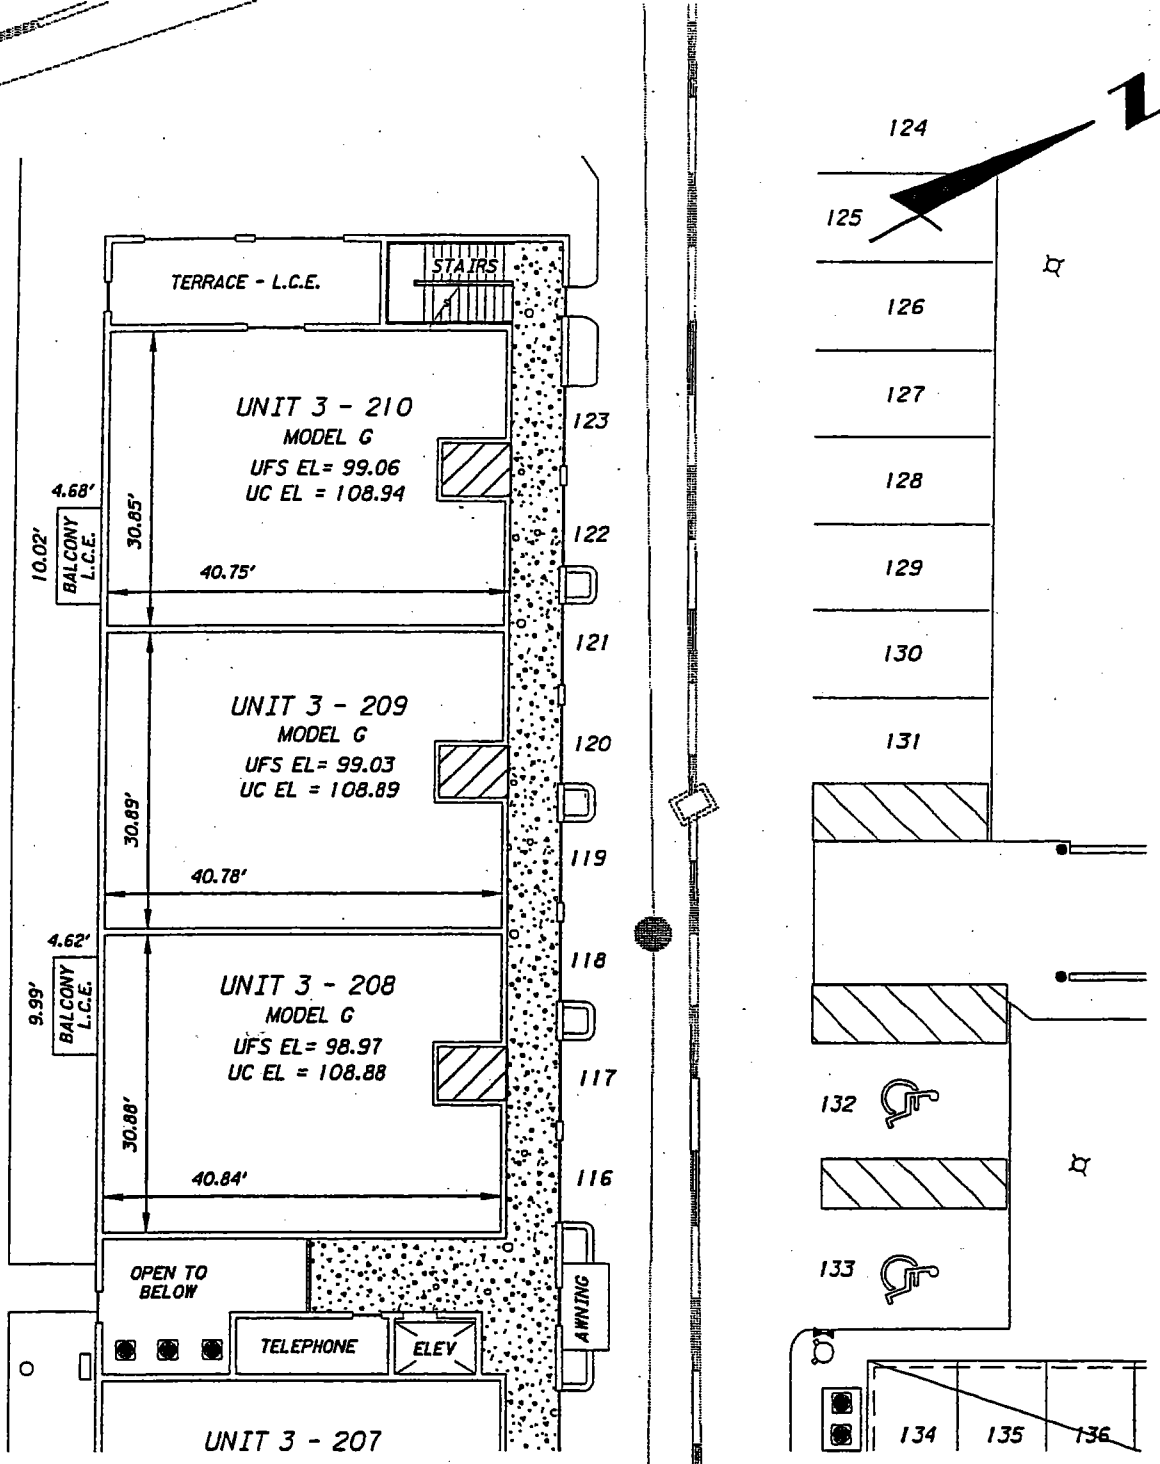 N
124
125
126
127
128
129
130
131
132
133
134
135
136
STAIRS
TERRACE - L.C.E.
UNIT 3 - 210
MODEL G
UFS EL= 99.06
UC EL = 108.94
30.85'
40.75'
4.68'
10.02'
BALCONY
L.C.E.
123
122
121
120
119
118
117
116
UNIT 3 - 209
MODEL G
UFS EL= 99.03
UC EL = 108.89
30.89'
40.78'
4.62'
9.99'
BALCONY
L.C.E.
UNIT 3 - 208
MODEL G
UFS EL= 98.97
UC EL = 108.88
30.88'
40.84'
OPEN TO
BELOW
TELEPHONE
ELEV
AWNING
UNIT 3 - 207